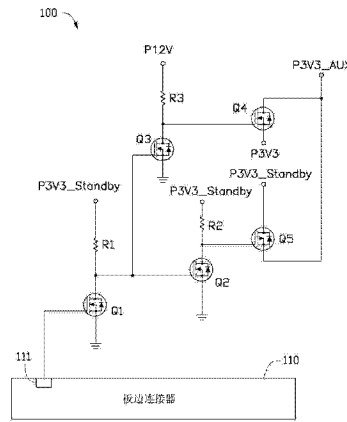 100
P12V
P3V3_AUX
R3
Q4
Q3
P3V3
P3V3_Standby
P3V3_Standby
P3V3_Standby
R1
R2
Q5
Q2
Q1
111
110
板边连接器